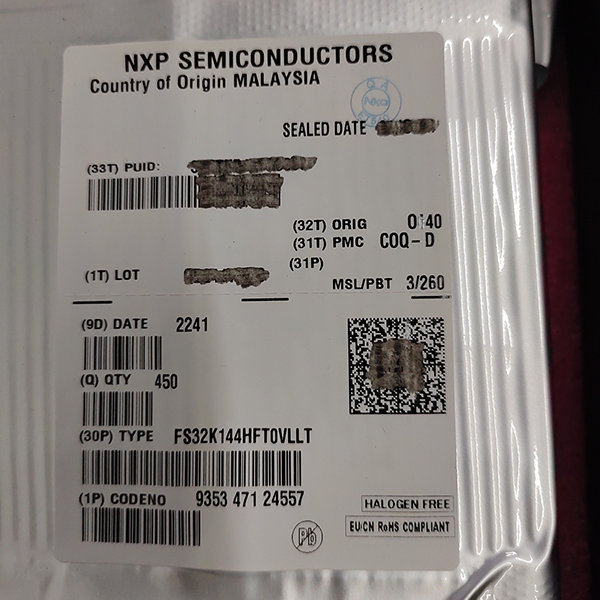 NXP SEMICONDUCTORS
Country of Origin MALAYSIA
QA
SEALED DATE
(33T) PUID:
(32T) ORIG 0140
(31T) PMC COQ-D
(31P)
(1T) LOT
MSL/PBT 3/260
(9D) DATE 2241
(Q) QTY 450
(30P) TYPE FS32K144HFT0VLLT
(1P) CODENO 9353 471 24557
HALOGEN FREE
Pb
EU/CN RoHS COMPLIANT